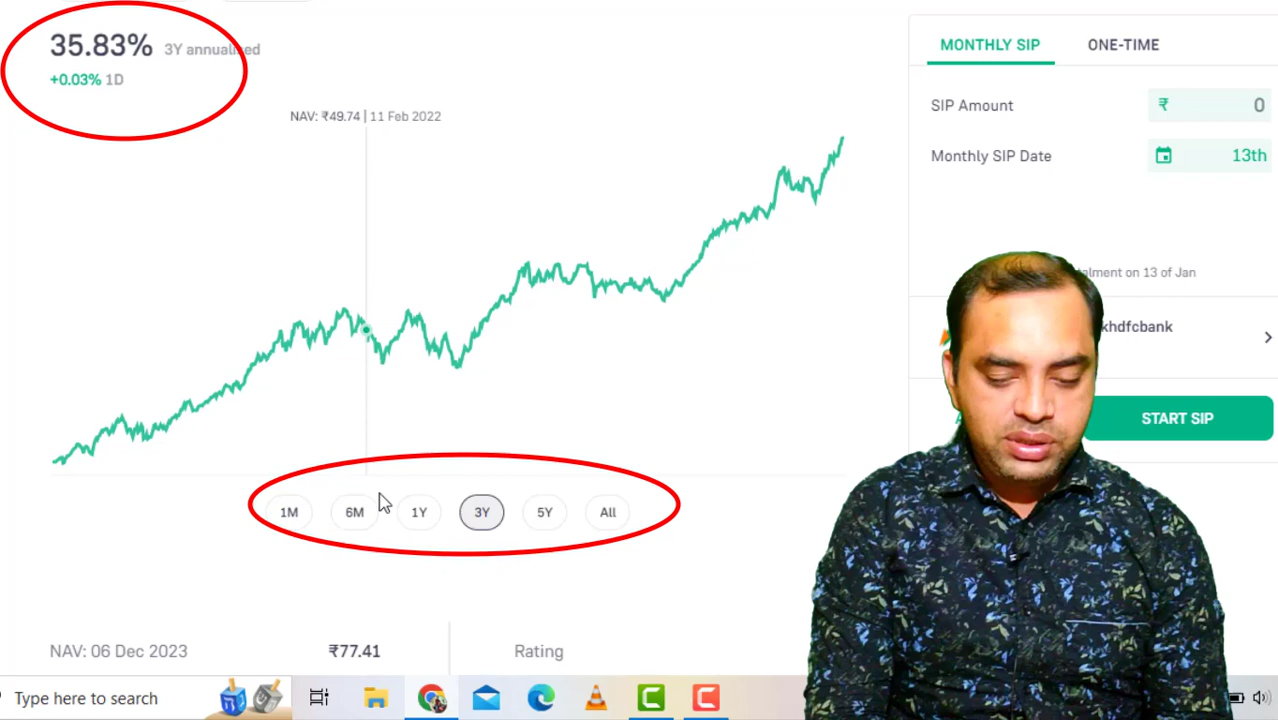 35.83% 3Y annualised
+0.03% 1D
NAV: ₹49.74 | 11 Feb 2022
1M 6M 1Y 3Y 5Y All
NAV: 06 Dec 2023
₹77.41
Rating
MONTHLY SIP ONE-TIME
SIP Amount ₹ 0
Monthly SIP Date 13th
on 13 of Jan
START SIP
Type here to search